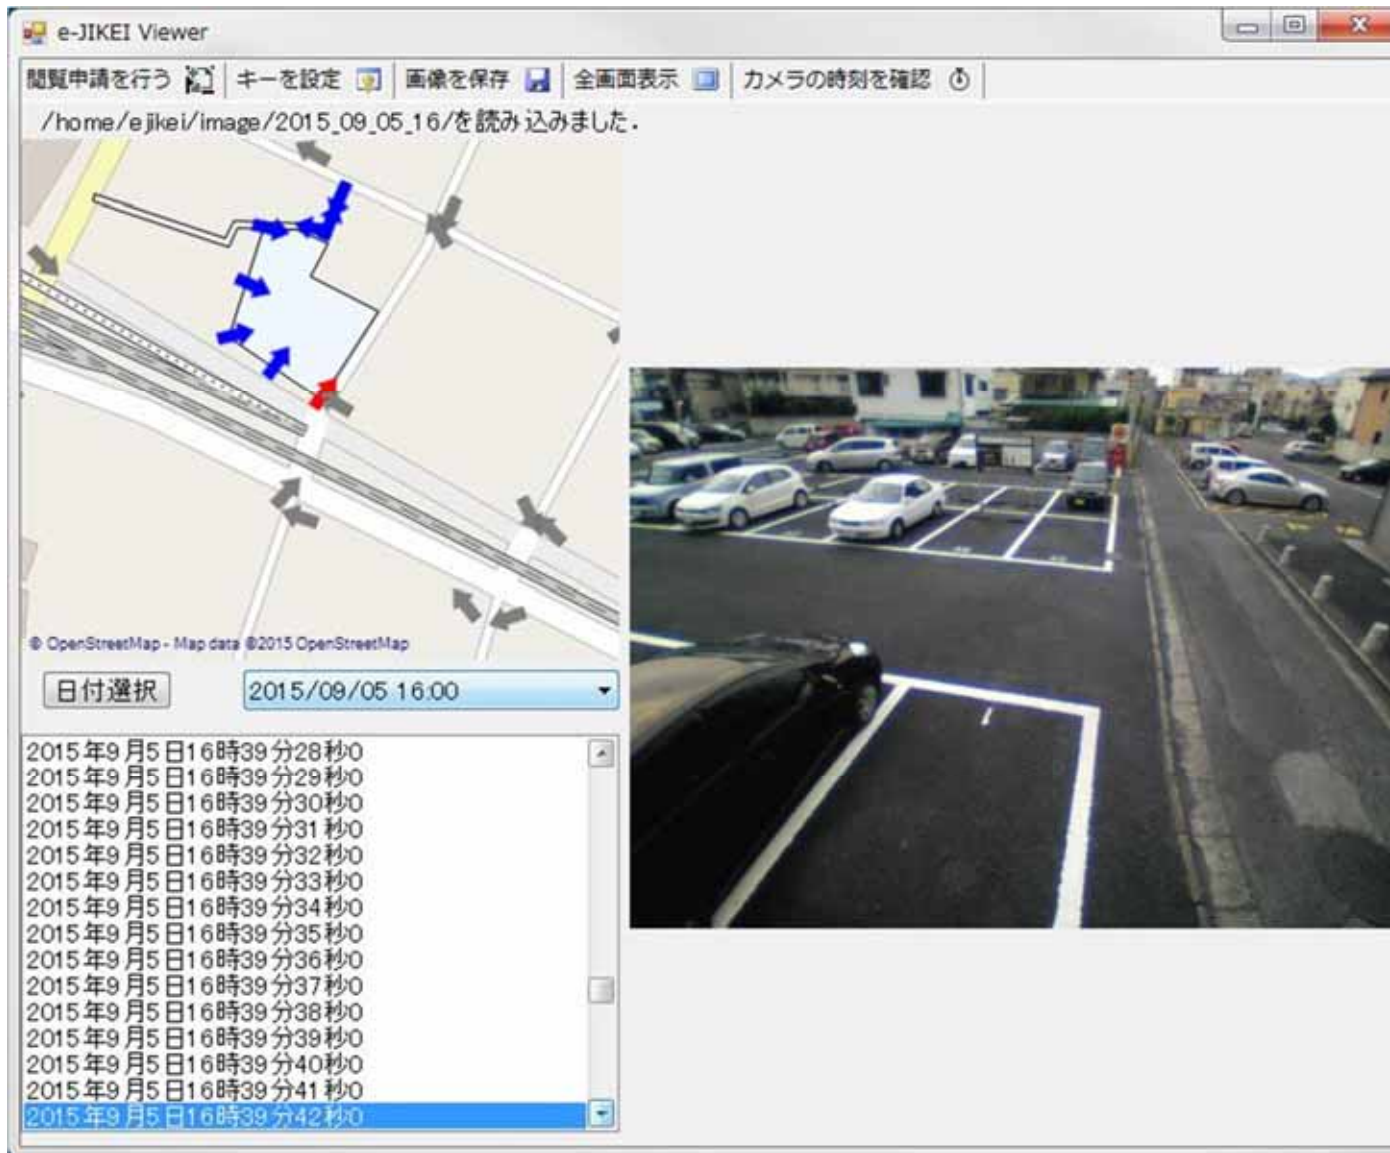 e-JIKEI Viewer
閲覧申請を行う キーを設定 画像を保存 全画面表示 カメラの時刻を確認
/home/ejikei/image/2015_09_05_16/を読み込みました.
© OpenStreetMap - Map data ©2015 OpenStreetMap
日付選択 2015/09/05 16:00
2015年9月5日16時39分28秒0
2015年9月5日16時39分29秒0
2015年9月5日16時39分30秒0
2015年9月5日16時39分31秒0
2015年9月5日16時39分32秒0
2015年9月5日16時39分33秒0
2015年9月5日16時39分34秒0
2015年9月5日16時39分35秒0
2015年9月5日16時39分36秒0
2015年9月5日16時39分37秒0
2015年9月5日16時39分38秒0
2015年9月5日16時39分39秒0
2015年9月5日16時39分40秒0
2015年9月5日16時39分41秒0
2015年9月5日16時39分42秒0